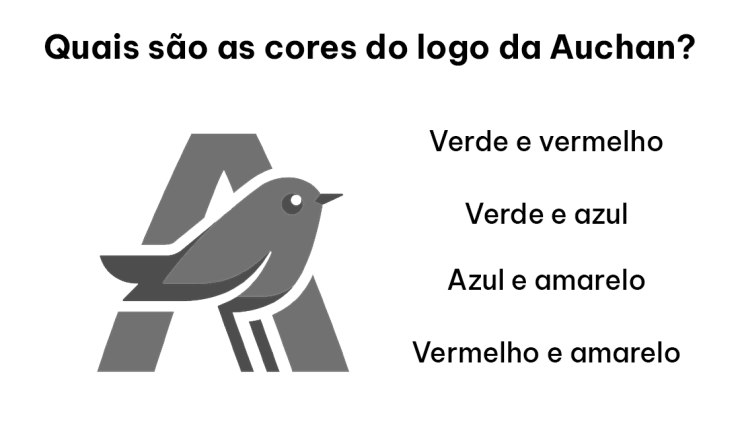 Quais são as cores do logo da Auchan?
Verde e vermelho
Verde e azul
Azul e amarelo
Vermelho e amarelo